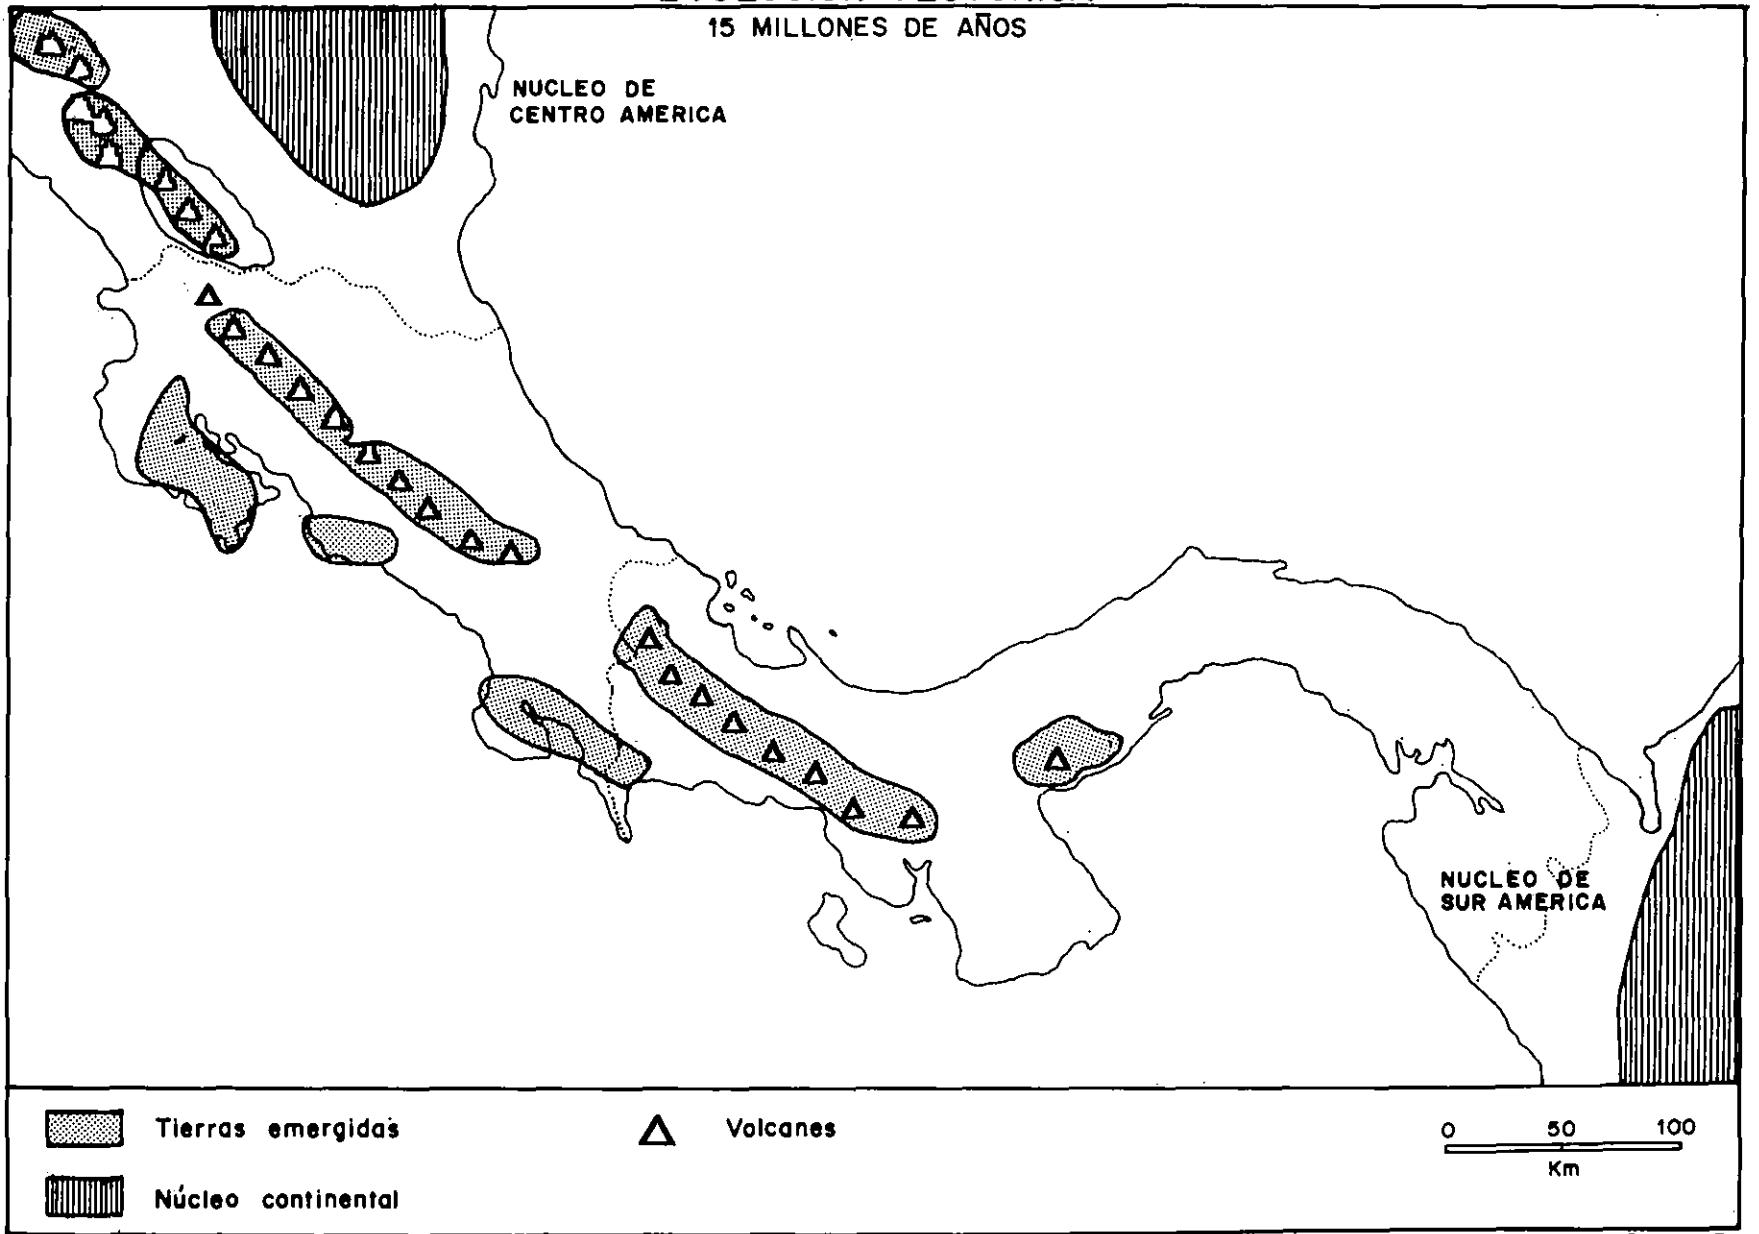 15 MILLONES DE AÑOS
NUCLEO DE
CENTRO AMERICA
NUCLEO DE
SUR AMERICA
Tierras emergidas
Volcanes
0 50 100
Km
Núcleo continental